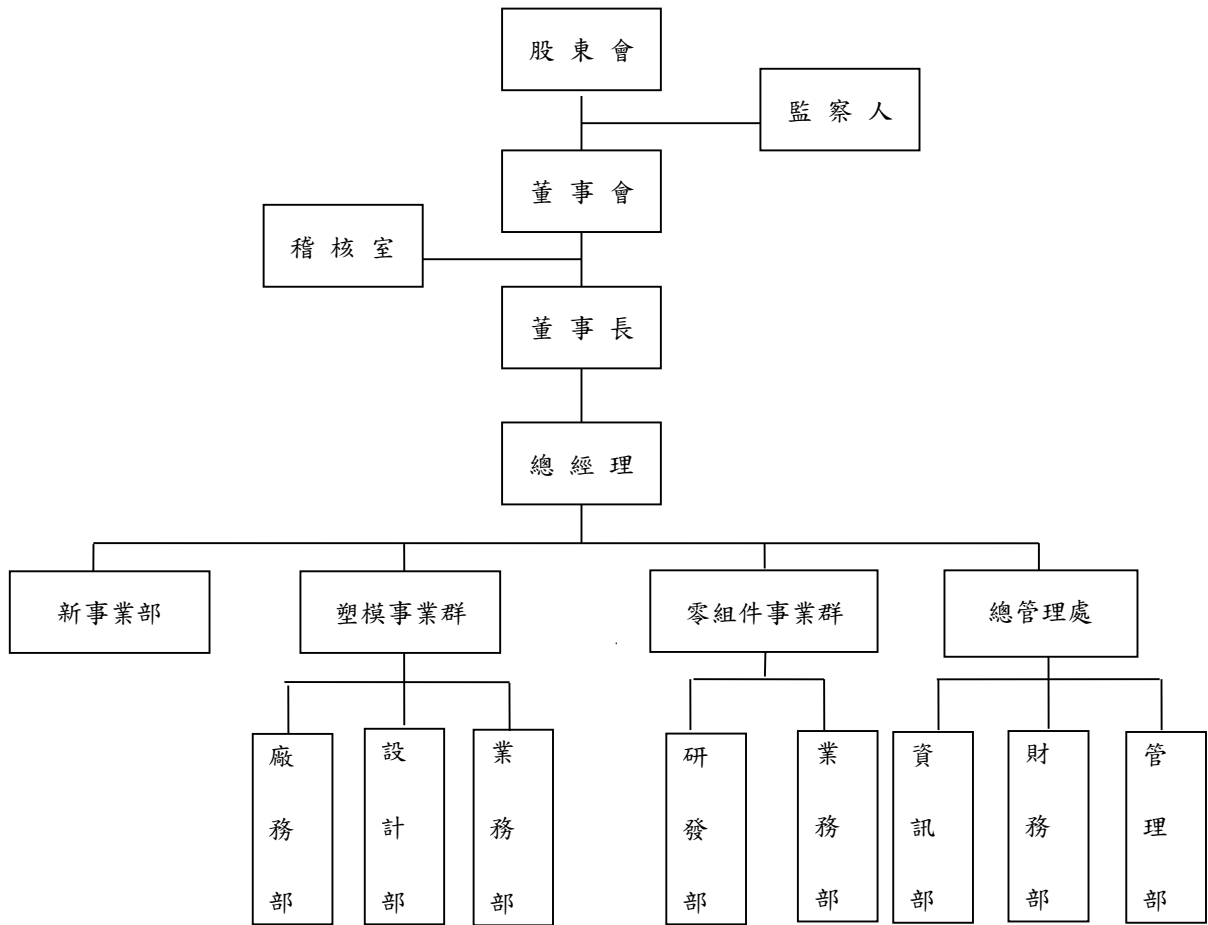 股東會
監察人
董事會
稽核室
董事長
總經理
新事業部
塑模事業群
零組件事業群
總管理處
廠務部
設計部
業務部
研發部
業務部
資訊部
財務部
管理部